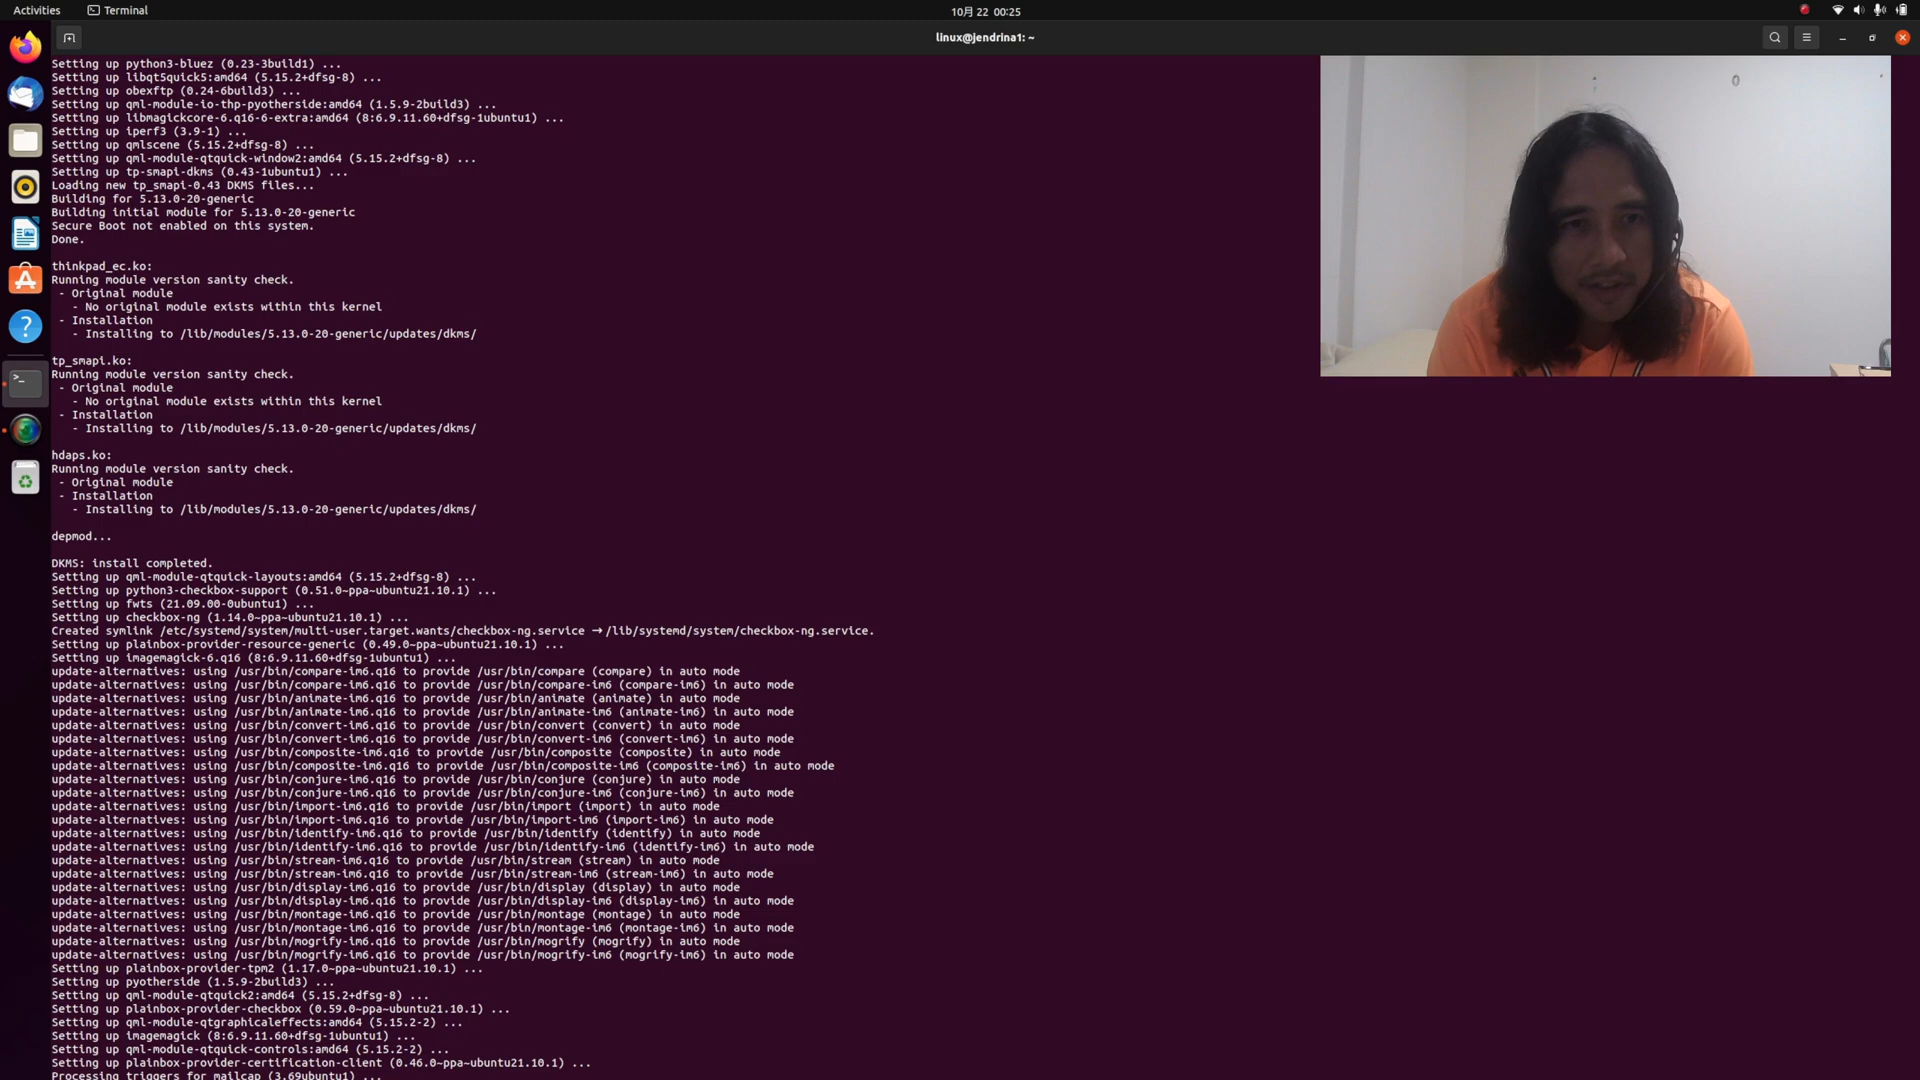 Activities
Terminal
10月 22 00:25
linux@jendrina1: ~
Setting up python3-bluez (0.23-3build1) ...
Setting up libqt5quick5:amd64 (5.15.2+dfsg-8) ...
Setting up obexftp (0.24-6build3) ...
Setting up qml-module-io-thp-pyotherside:amd64 (1.5.9-2build3) ...
Setting up libmagickcore-6.q16-6-extra:amd64 (8:6.9.11.60+dfsg-1ubuntu1) ...
Setting up iperf3 (3.9-1) ...
Setting up qmlscene (5.15.2+dfsg-8) ...
Setting up qml-module-qtquick-window2:amd64 (5.15.2+dfsg-8) ...
Setting up tp-smapi-dkms (0.43-1ubuntu1) ...
Loading new tp_smapi-0.43 DKMS files...
Building for 5.13.0-20-generic
Building initial module for 5.13.0-20-generic
Secure Boot not enabled on this system.
Done.
thinkpad_ec.ko:
Running module version sanity check.
- Original module
- No original module exists within this kernel
- Installation
- Installing to /lib/modules/5.13.0-20-generic/updates/dkms/
tp_smapi.ko:
Running module version sanity check.
- Original module
- No original module exists within this kernel
- Installation
- Installing to /lib/modules/5.13.0-20-generic/updates/dkms/
hdaps.ko:
Running module version sanity check.
- Original module
- Installation
- Installing to /lib/modules/5.13.0-20-generic/updates/dkms/
depmod...
DKMS: install completed.
Setting up qml-module-qtquick-layouts:amd64 (5.15.2+dfsg-8) ...
Setting up python3-checkbox-support (0.51.0~ppa~ubuntu21.10.1) ...
Setting up fwts (21.09.00-0ubuntu1) ...
Setting up checkbox-ng (1.14.0~ppa~ubuntu21.10.1) ...
Created symlink /etc/systemd/system/multi-user.target.wants/checkbox-ng.service → /lib/systemd/system/checkbox-ng.service.
Setting up plainbox-provider-resource-generic (0.49.0~ppa~ubuntu21.10.1) ...
Setting up imagemagick-6.q16 (8:6.9.11.60+dfsg-1ubuntu1) ...
update-alternatives: using /usr/bin/compare-im6.q16 to provide /usr/bin/compare (compare) in auto mode
update-alternatives: using /usr/bin/compare-im6.q16 to provide /usr/bin/compare-im6 (compare-im6) in auto mode
update-alternatives: using /usr/bin/animate-im6.q16 to provide /usr/bin/animate (animate) in auto mode
update-alternatives: using /usr/bin/animate-im6.q16 to provide /usr/bin/animate-im6 (animate-im6) in auto mode
update-alternatives: using /usr/bin/convert-im6.q16 to provide /usr/bin/convert (convert) in auto mode
update-alternatives: using /usr/bin/convert-im6.q16 to provide /usr/bin/convert-im6 (convert-im6) in auto mode
update-alternatives: using /usr/bin/composite-im6.q16 to provide /usr/bin/composite (composite) in auto mode
update-alternatives: using /usr/bin/composite-im6.q16 to provide /usr/bin/composite-im6 (composite-im6) in auto mode
update-alternatives: using /usr/bin/conjure-im6.q16 to provide /usr/bin/conjure (conjure) in auto mode
update-alternatives: using /usr/bin/conjure-im6.q16 to provide /usr/bin/conjure-im6 (conjure-im6) in auto mode
update-alternatives: using /usr/bin/import-im6.q16 to provide /usr/bin/import (import) in auto mode
update-alternatives: using /usr/bin/import-im6.q16 to provide /usr/bin/import-im6 (import-im6) in auto mode
update-alternatives: using /usr/bin/identify-im6.q16 to provide /usr/bin/identify (identify) in auto mode
update-alternatives: using /usr/bin/identify-im6.q16 to provide /usr/bin/identify-im6 (identify-im6) in auto mode
update-alternatives: using /usr/bin/stream-im6.q16 to provide /usr/bin/stream (stream) in auto mode
update-alternatives: using /usr/bin/stream-im6.q16 to provide /usr/bin/stream-im6 (stream-im6) in auto mode
update-alternatives: using /usr/bin/display-im6.q16 to provide /usr/bin/display (display) in auto mode
update-alternatives: using /usr/bin/display-im6.q16 to provide /usr/bin/display-im6 (display-im6) in auto mode
update-alternatives: using /usr/bin/montage-im6.q16 to provide /usr/bin/montage (montage) in auto mode
update-alternatives: using /usr/bin/montage-im6.q16 to provide /usr/bin/montage-im6 (montage-im6) in auto mode
update-alternatives: using /usr/bin/mogrify-im6.q16 to provide /usr/bin/mogrify (mogrify) in auto mode
update-alternatives: using /usr/bin/mogrify-im6.q16 to provide /usr/bin/mogrify-im6 (mogrify-im6) in auto mode
Setting up plainbox-provider-tpm2 (1.17.0~ppa~ubuntu21.10.1) ...
Setting up pyotherside (1.5.9-2build3) ...
Setting up qml-module-qtquick2:amd64 (5.15.2+dfsg-8) ...
Setting up plainbox-provider-checkbox (0.59.0~ppa~ubuntu21.10.1) ...
Setting up qml-module-qtgraphicaleffects:amd64 (5.15.2-2) ...
Setting up imagemagick (8:6.9.11.60+dfsg-1ubuntu1) ...
Setting up qml-module-qtquick-controls:amd64 (5.15.2-2) ...
Setting up plainbox-provider-certification-client (0.46.0~ppa~ubuntu21.10.1) ...
Processing triggers for mailcap (3.69ubuntu1) ...